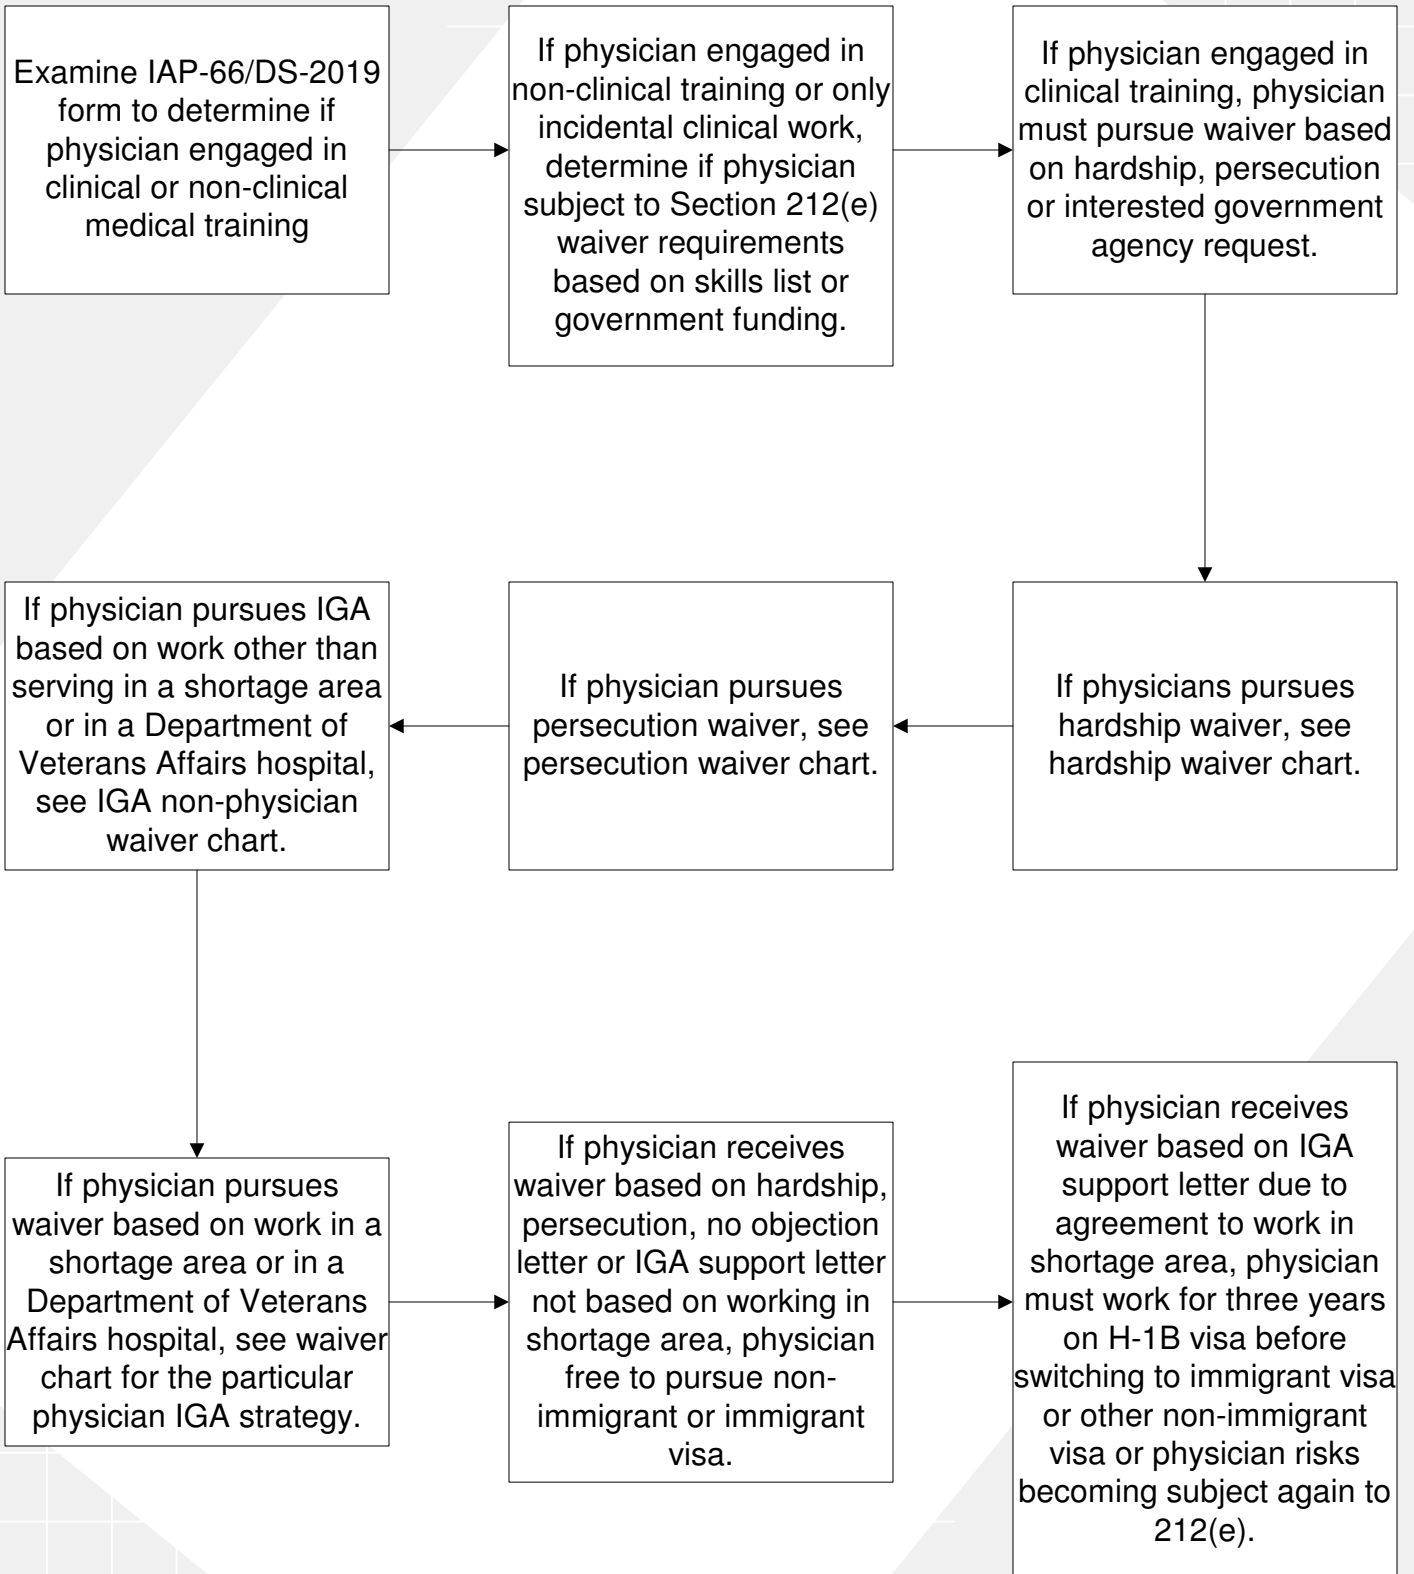 Examine IAP-66/DS-2019
form to determine if
physician engaged in
clinical or non-clinical
medical training
If physician engaged in
non-clinical training or only
incidental clinical work,
determine if physician
subject to Section 212(e)
waiver requirements
based on skills list or
government funding.
If physician engaged in
clinical training, physician
must pursue waiver based
on hardship, persecution
or interested government
agency request.
If physicians pursues
hardship waiver, see
hardship waiver chart.
If physician pursues
persecution waiver, see
persecution waiver chart.
If physician pursues IGA
based on work other than
serving in a shortage area
or in a Department of
Veterans Affairs hospital,
see IGA non-physician
waiver chart.
If physician pursues
waiver based on work in a
shortage area or in a
Department of Veterans
Affairs hospital, see waiver
chart for the particular
physician IGA strategy.
If physician receives
waiver based on hardship,
persecution, no objection
letter or IGA support letter
not based on working in
shortage area, physician
free to pursue non-
immigrant or immigrant
visa.
If physician receives
waiver based on IGA
support letter due to
agreement to work in
shortage area, physician
must work for three years
on H-1B visa before
switching to immigrant visa
or other non-immigrant
visa or physician risks
becoming subject again to
212(e).